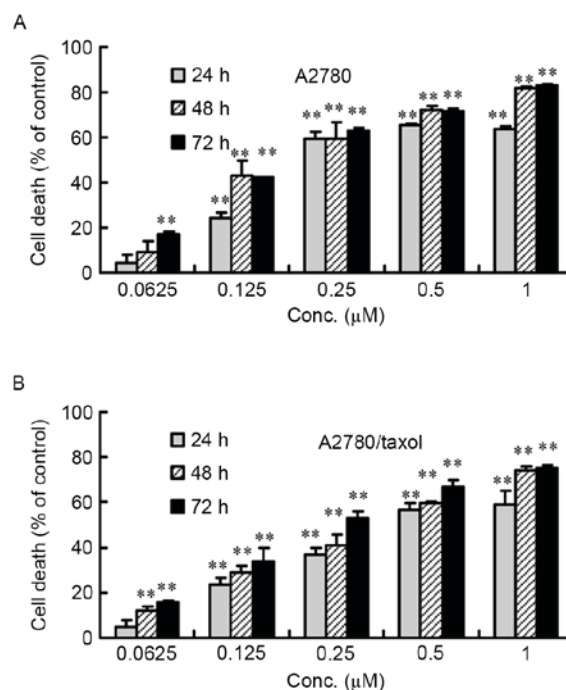 A
100
80
60
40
20
0
Cell death (% of control)
24 h
48 h
72 h
A2780
**
** **
** ** **
** ** **
** ** **
0.0625 0.125 0.25 0.5 1
Conc. (μM)
B
100
80
60
40
20
0
Cell death (% of control)
24 h
48 h
72 h
A2780/taxol
** **
** ** **
** ** **
** ** **
** ** **
0.0625 0.125 0.25 0.5 1
Conc. (μM)